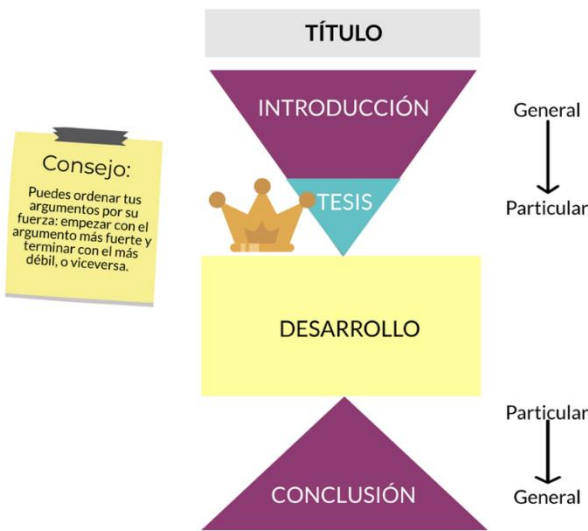 TÍTULO
INTRODUCCIÓN
General
Consejo:
Puedes ordenar tus
argumentos por su
fuerza: empezar con el
argumento más fuerte y
terminar con el más
débil, o viceversa.
TESIS
Particular
DESARROLLO
Particular
CONCLUSIÓN
General